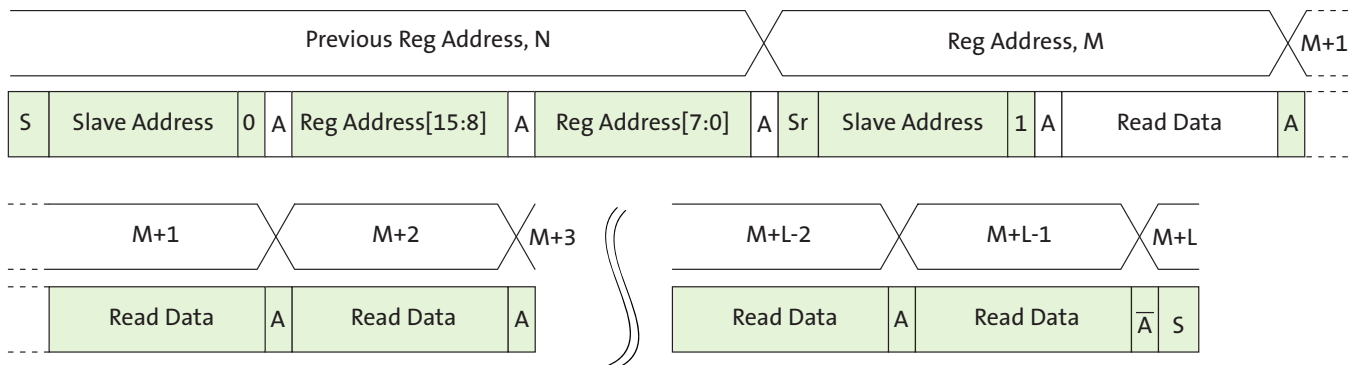 Previous Reg Address, N Reg Address, M M+1
S Slave Address 0 A Reg Address[15:8] A Reg Address[7:0] A Sr Slave Address 1 A Read Data A
M+1 M+2 M+3 M+L-2 M+L-1 M+L
Read Data A Read Data A Read Data A Read Data A̅ S